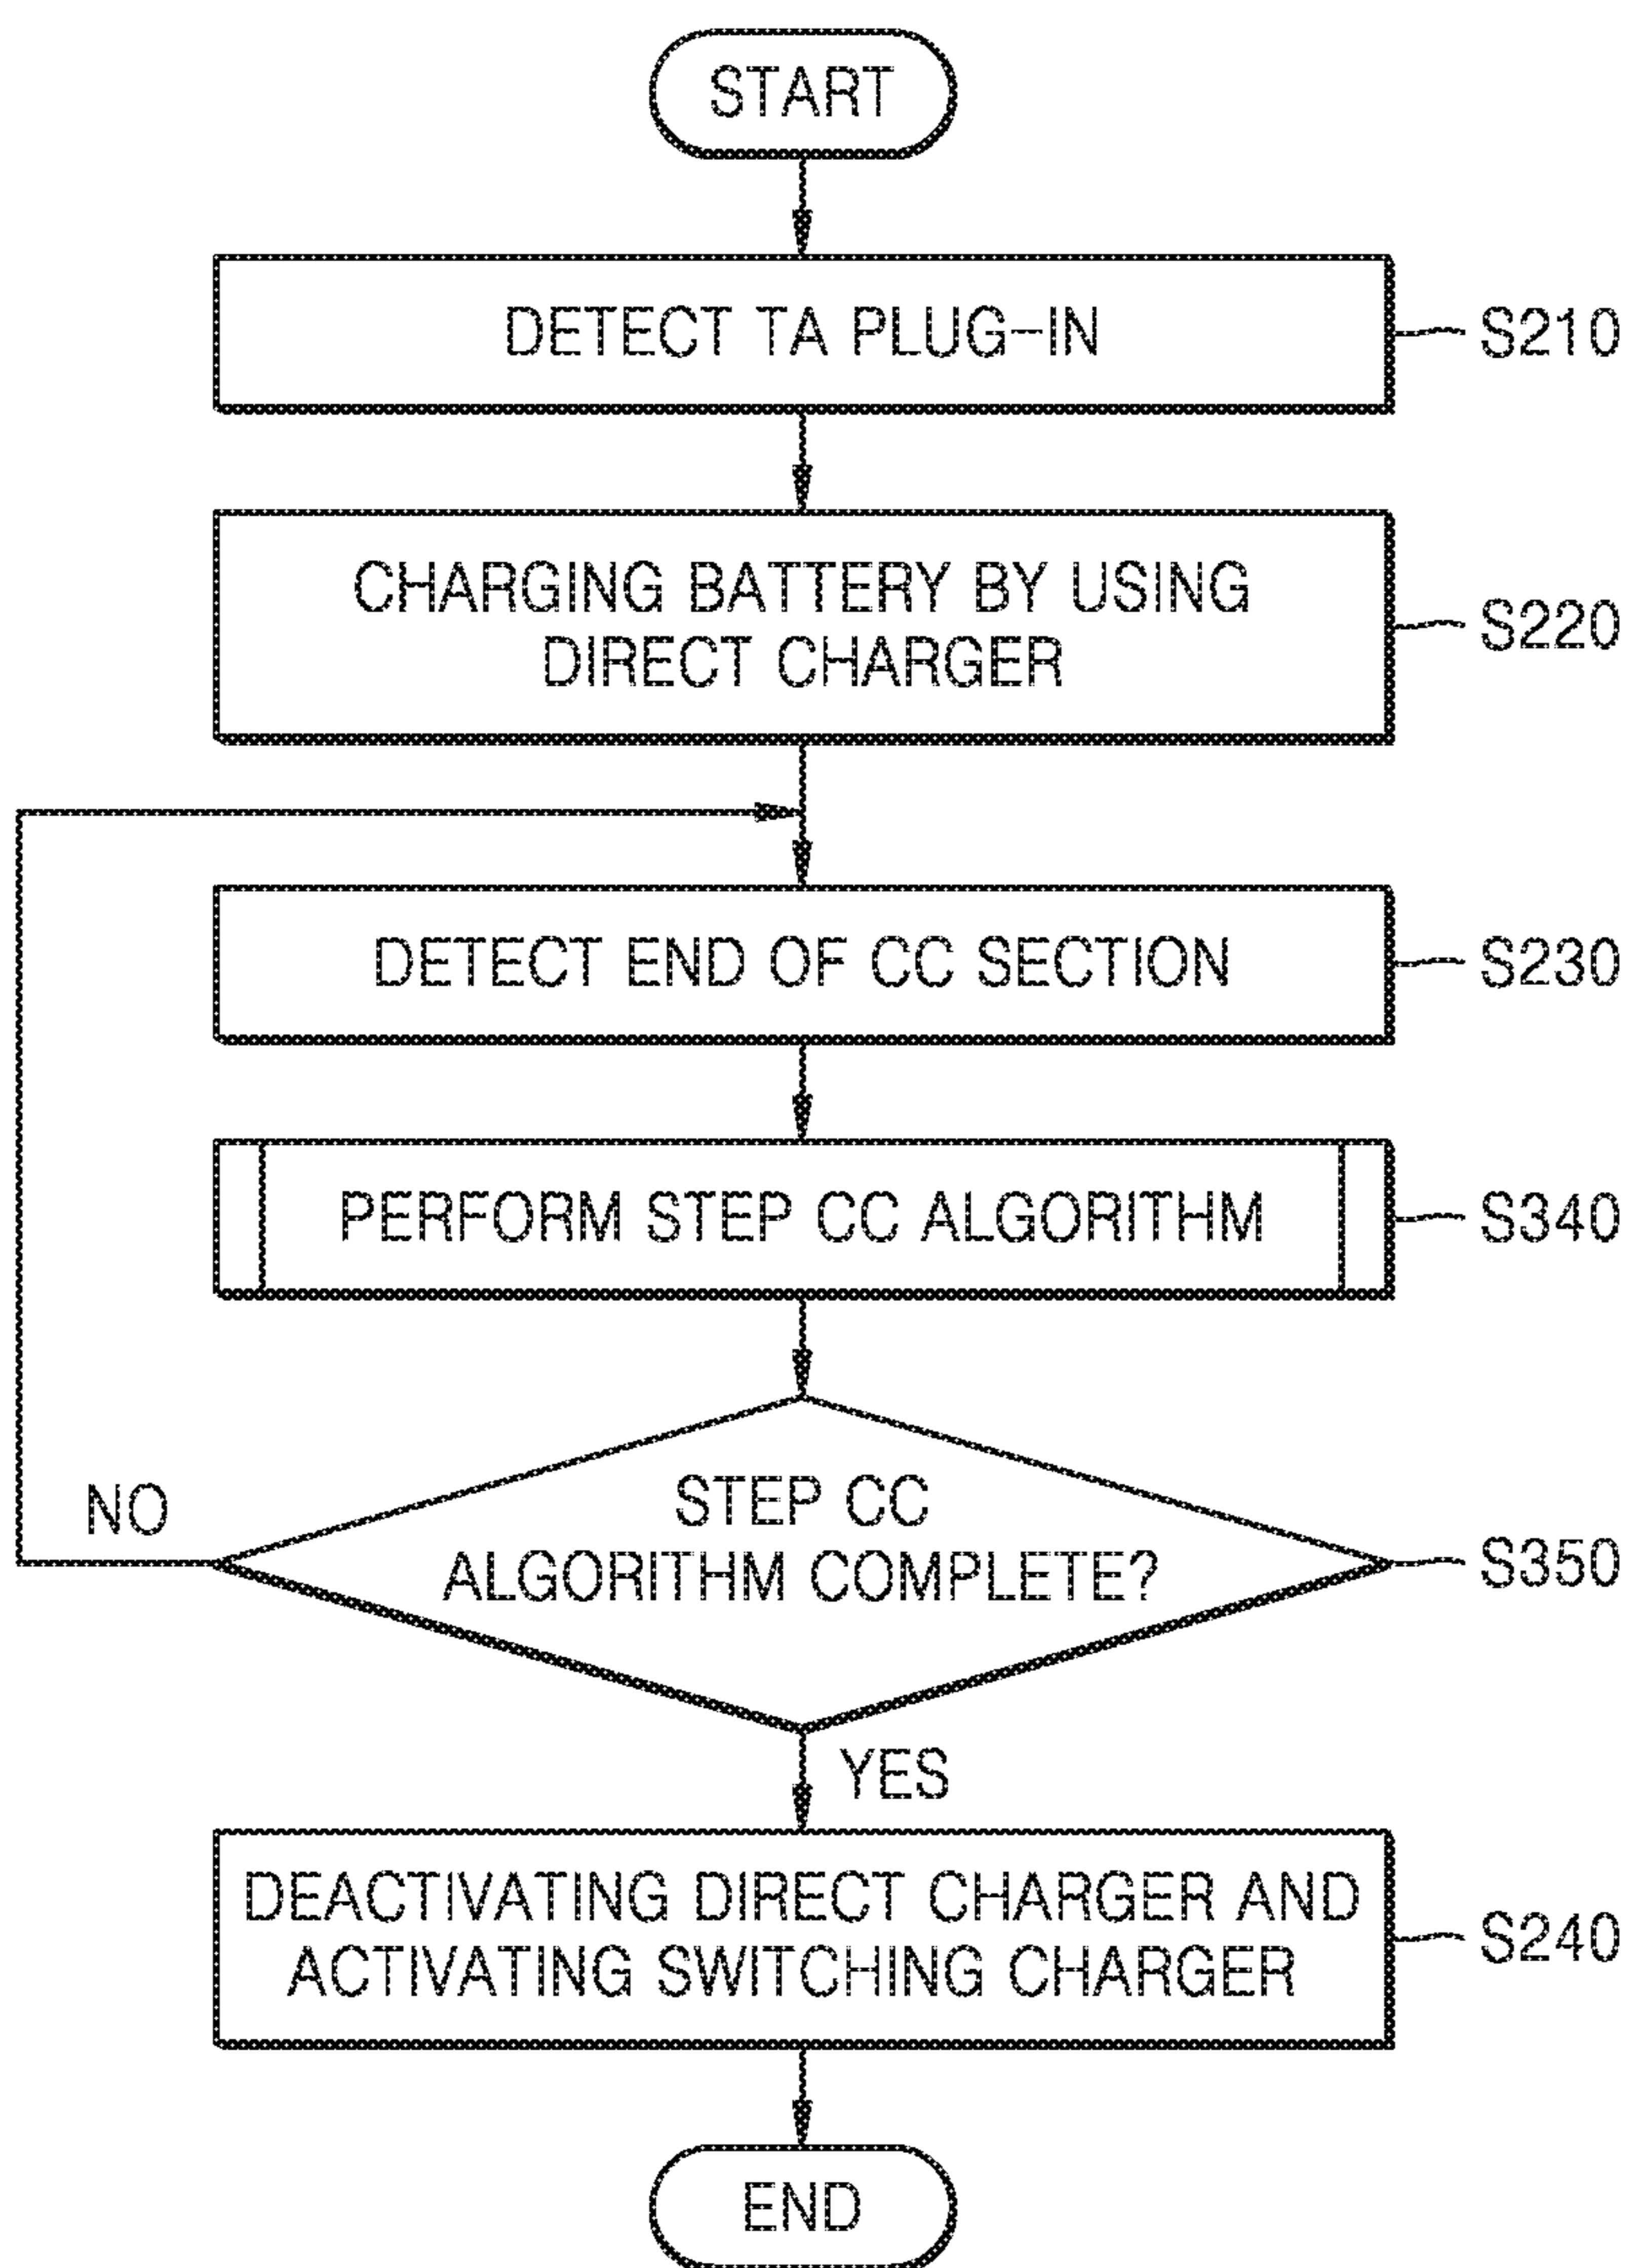 START
DETECT TA PLUG-IN
S210
CHARGING BATTERY BY USING
DIRECT CHARGER
S220
DETECT END OF CC SECTION
S230
PERFORM STEP CC ALGORITHM
S340
NO
STEP CC
ALGORITHM COMPLETE?
S350
YES
DEACTIVATING DIRECT CHARGER AND
ACTIVATING SWITCHING CHARGER
S240
END